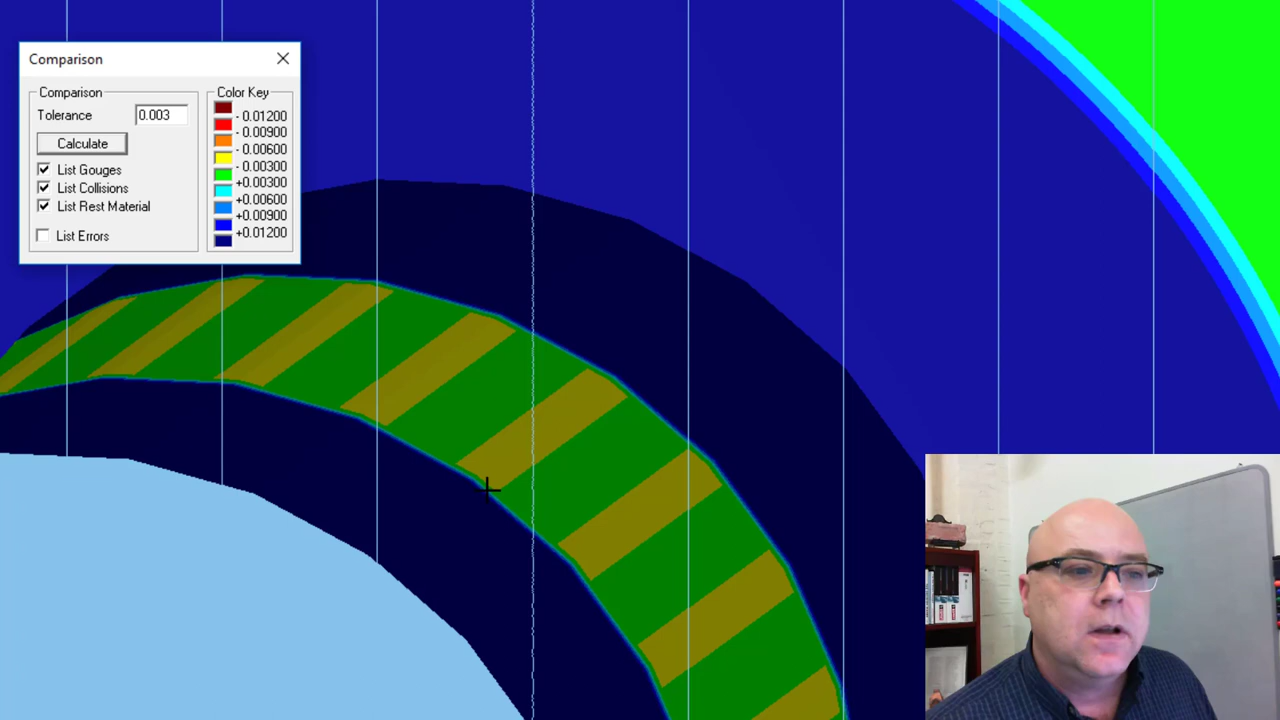 Comparison
Comparison
Tolerance 0.003
Calculate
List Gouges
List Collisions
List Rest Material
List Errors
Color Key
- 0.01200
- 0.00900
- 0.00600
- 0.00300
+0.00300
+0.00600
+0.00900
+0.01200